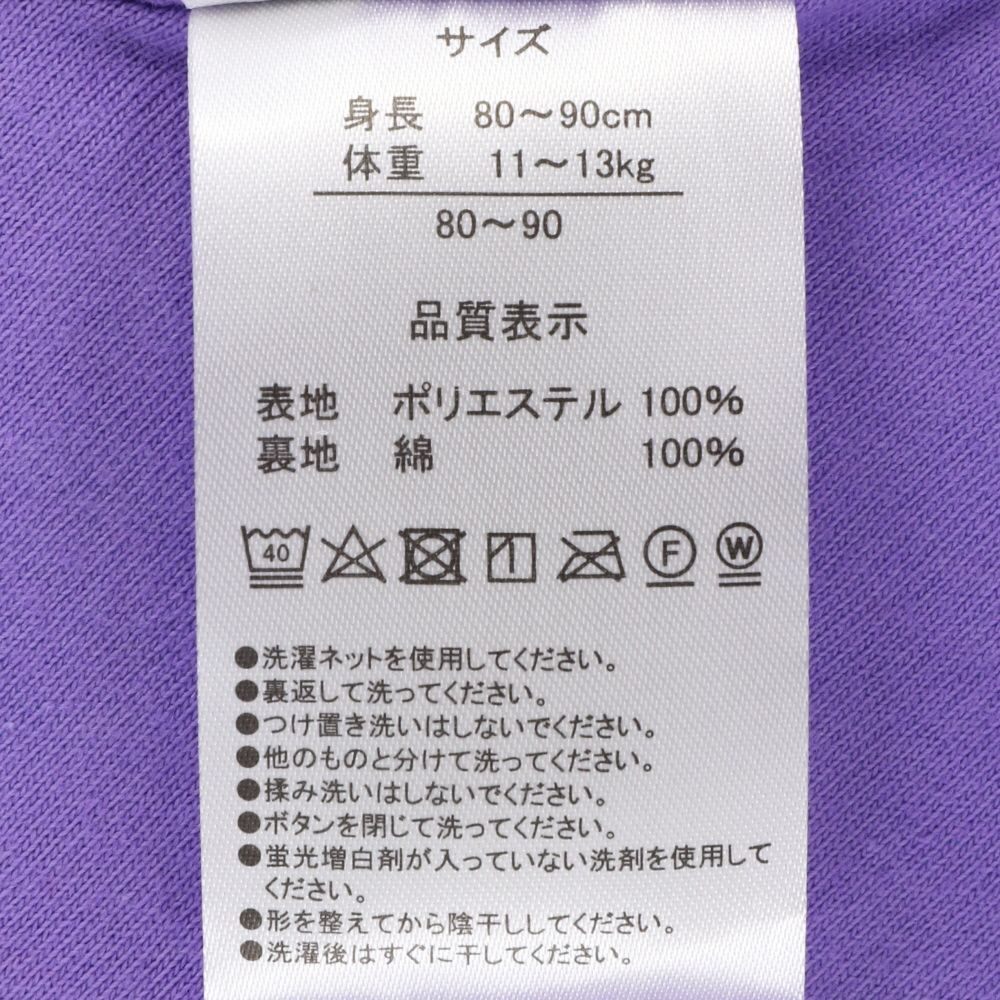 サイズ
身長 80～90cm
体重 11～13kg
80～90
品質表示
表地 ポリエステル 100%
裏地 綿 100%
40 F W
●洗濯ネットを使用してください。
●裏返して洗ってください。
●つけ置き洗いはしないでください。
●他のものと分けて洗ってください。
●揉み洗いはしないでください。
●ボタンを閉じて洗ってください。
●蛍光増白剤が入っていない洗剤を使用して
ください。
●形を整えてから陰干ししてください。
●洗濯後はすぐに干してください。